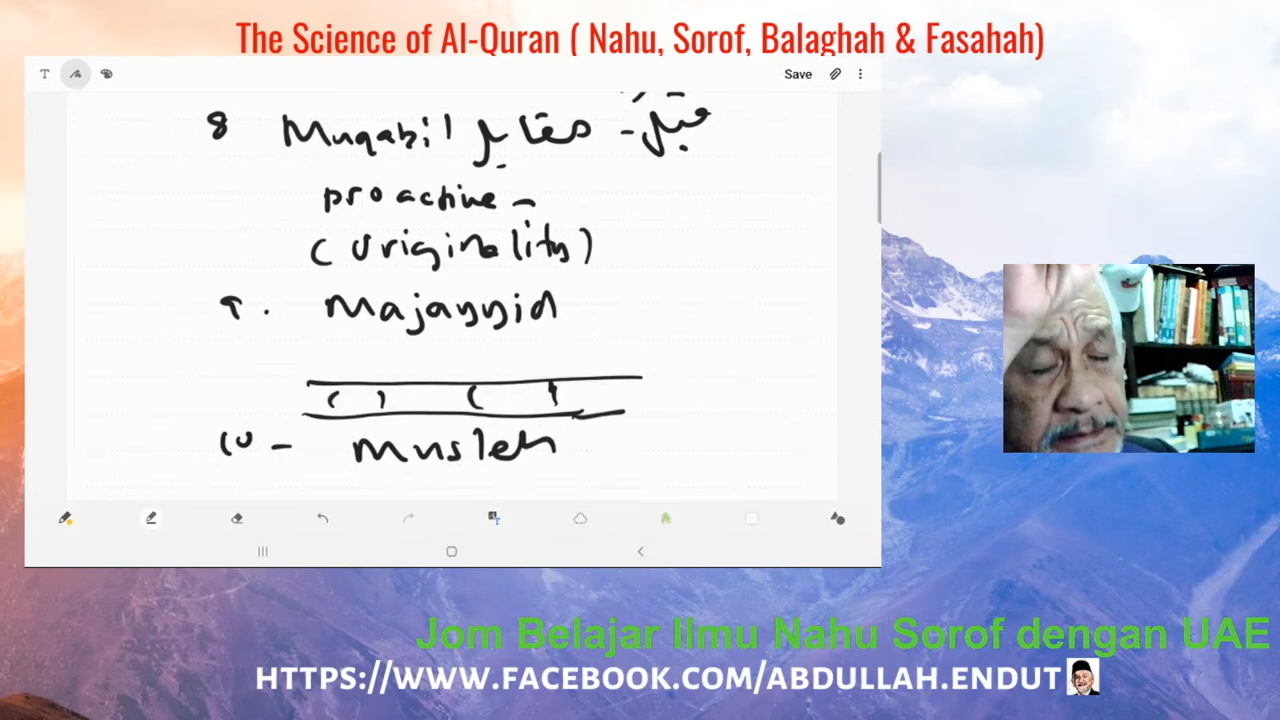 The Science of Al-Quran ( Nahu, Sorof, Balaghah & Fasahah)
T Save
8 Muqabil مقابل - قبل
proactive -
(Originality)
9. Majayyid
( ) ( )
10 - Musleh
Jom Belajar Ilmu Nahu Sorof dengan UAE
HTTPS://WWW.FACEBOOK.COM/ABDULLAH.ENDUT